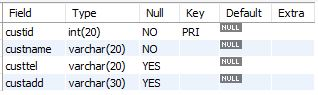 Field Type Null Key Default Extra
custid int(20) NO PRI NULL
custname varchar(20) NO NULL
custtel varchar(20) YES NULL
custadd varchar(30) YES NULL